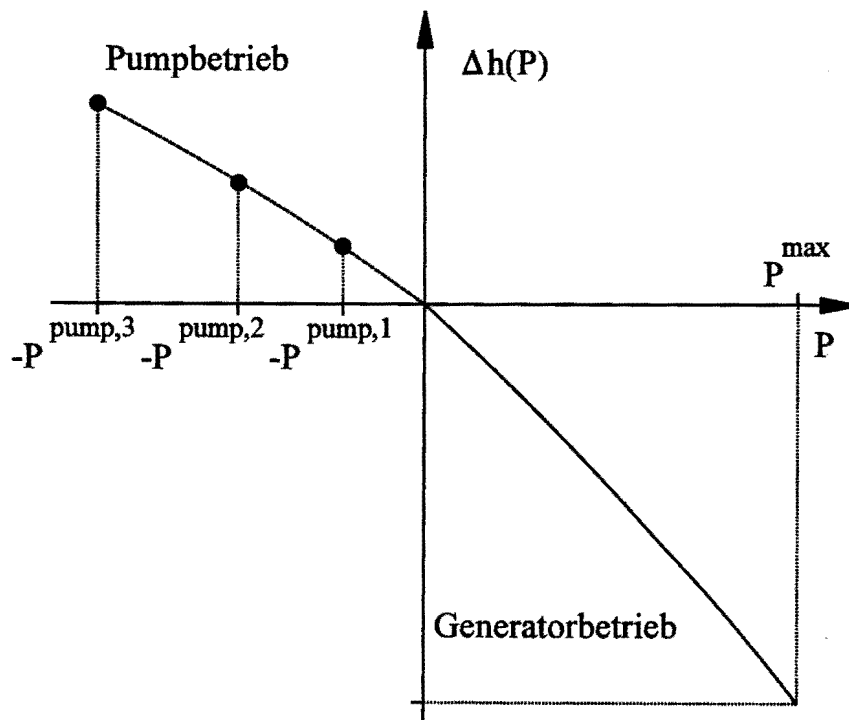 Pumpbetrieb
Δh(P)
P^max
-P^pump,3
-P^pump,2
-P^pump,1
P
Generatorbetrieb